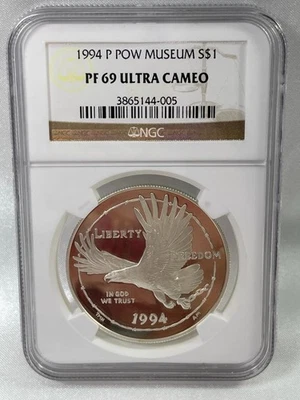 1994 P POW MUSEUM S$1
PF 69 ULTRA CAMEO
3865144-005
NGC
LIBERTY
FREEDOM
IN GOD
WE TRUST
1994